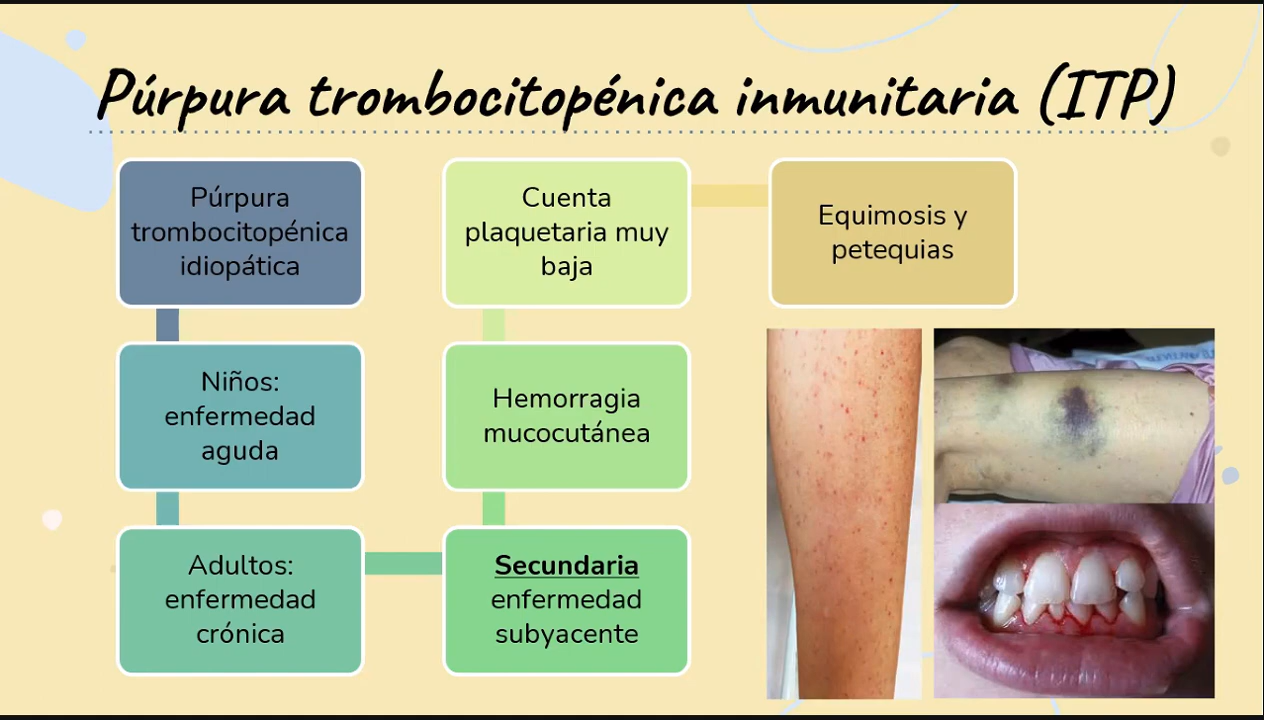 Púrpura trombocitopénica inmunitaria (ITP)
Púrpura
trombocitopénica
idiopática
Niños:
enfermedad
aguda
Adultos:
enfermedad
crónica
Secundaria
enfermedad
subyacente
Hemorragia
mucocutánea
Cuenta
plaquetaria muy
baja
Equimosis y
petequias